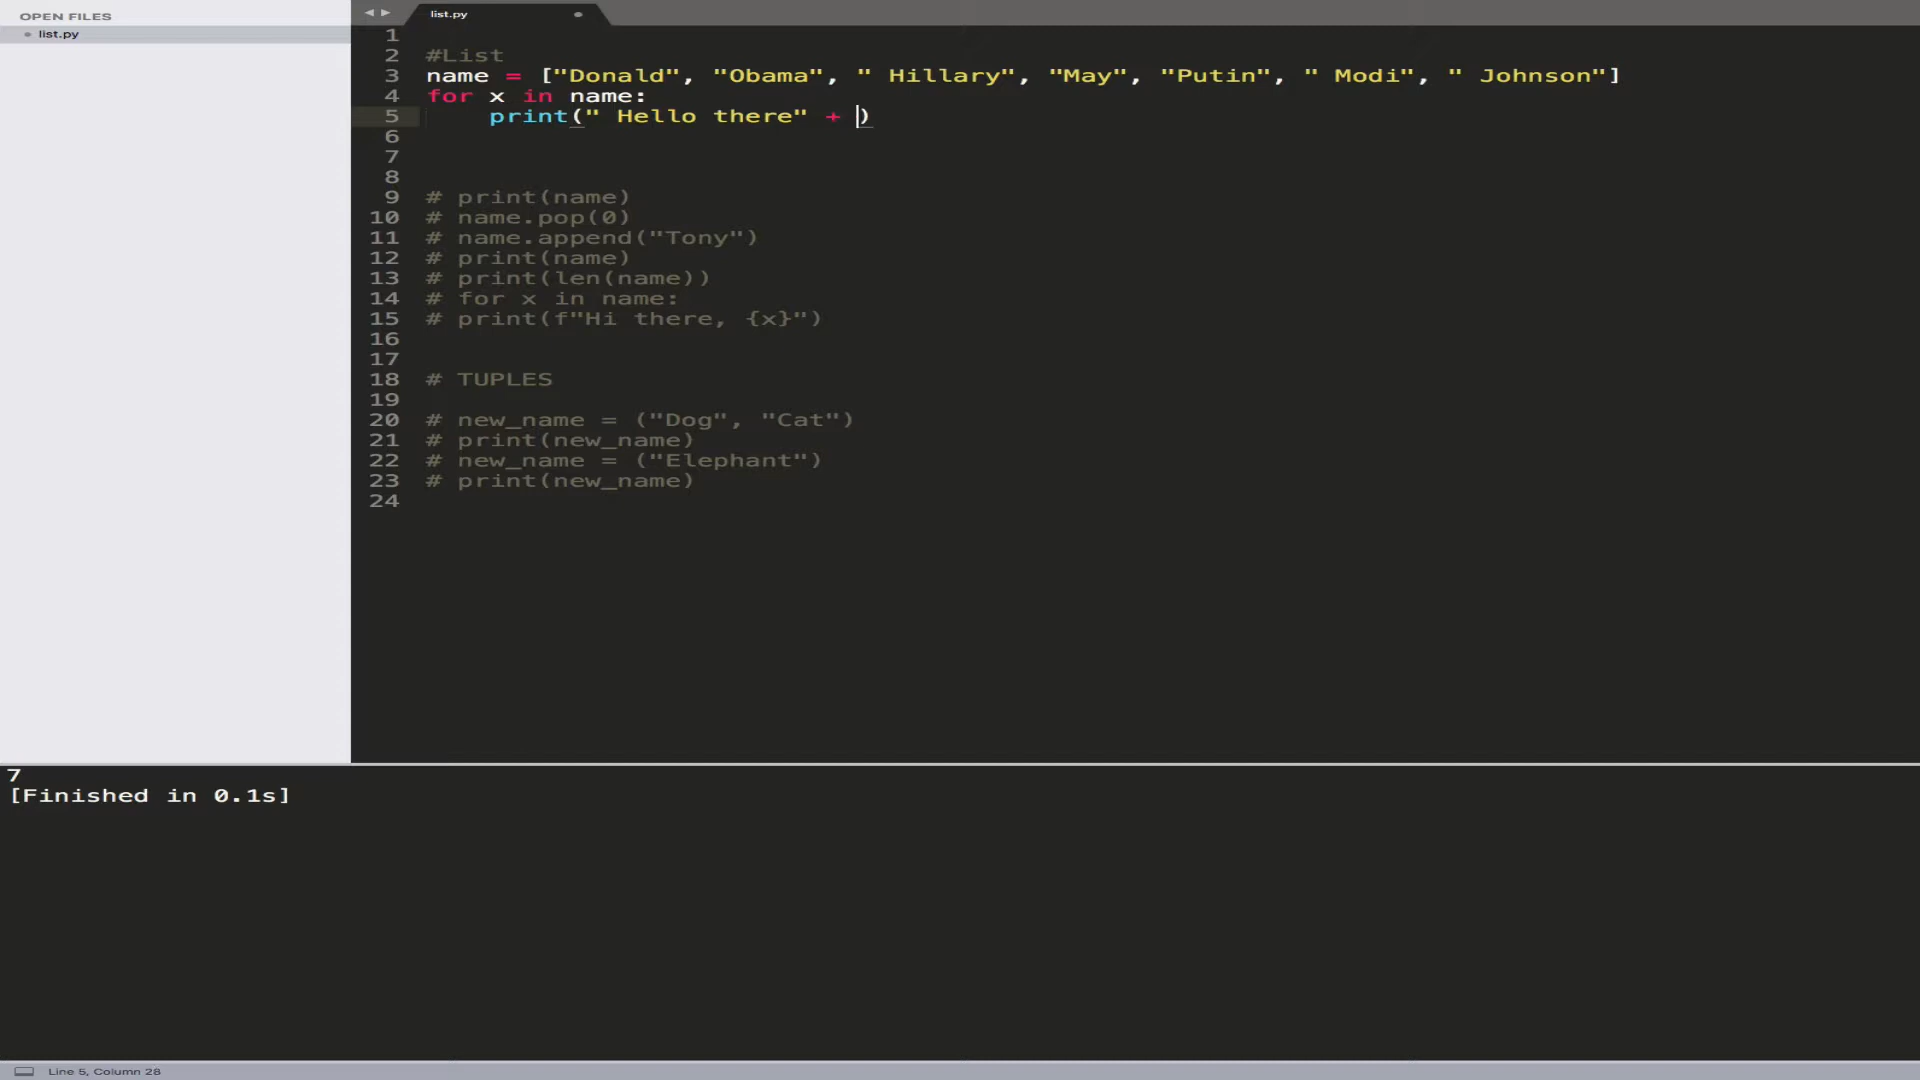 OPEN FILES
list.py
list.py
1
2 #List
3 name = ["Donald", "Obama", " Hillary", "May", "Putin", " Modi", " Johnson"]
4 for x in name:
5 print(" Hello there" + )
6
7
8
9 # print(name)
10 # name.pop(0)
11 # name.append("Tony")
12 # print(name)
13 # print(len(name))
14 # for x in name:
15 # print(f"Hi there, {x}")
16
17
18 # TUPLES
19
20 # new_name = ("Dog", "Cat")
21 # print(new_name)
22 # new_name = ("Elephant")
23 # print(new_name)
24
7
[Finished in 0.1s]
Line 5, Column 28